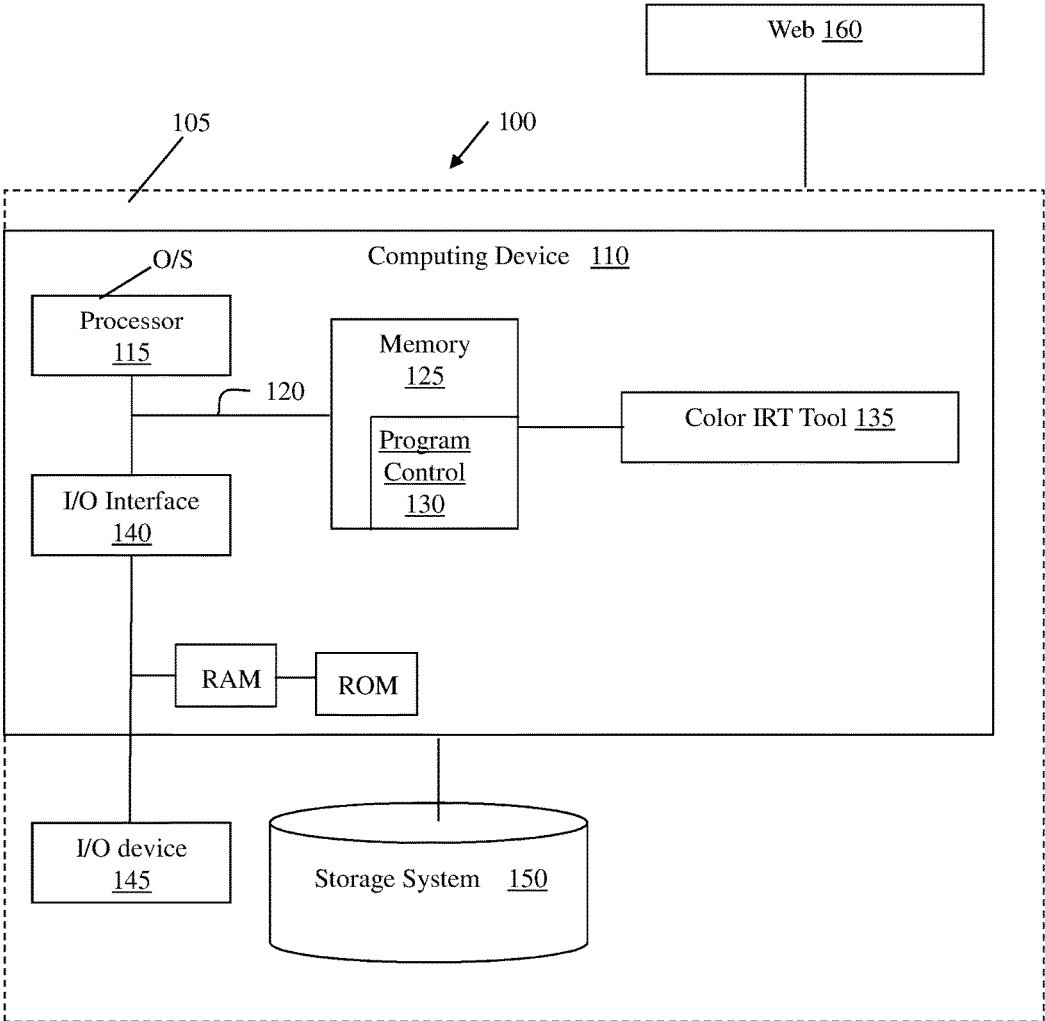 Web 160
105
100
Computing Device 110
O/S
Processor
115
Memory
125
120
Color IRT Tool 135
Program
Control
130
I/O Interface
140
RAM
ROM
I/O device
145
Storage System 150